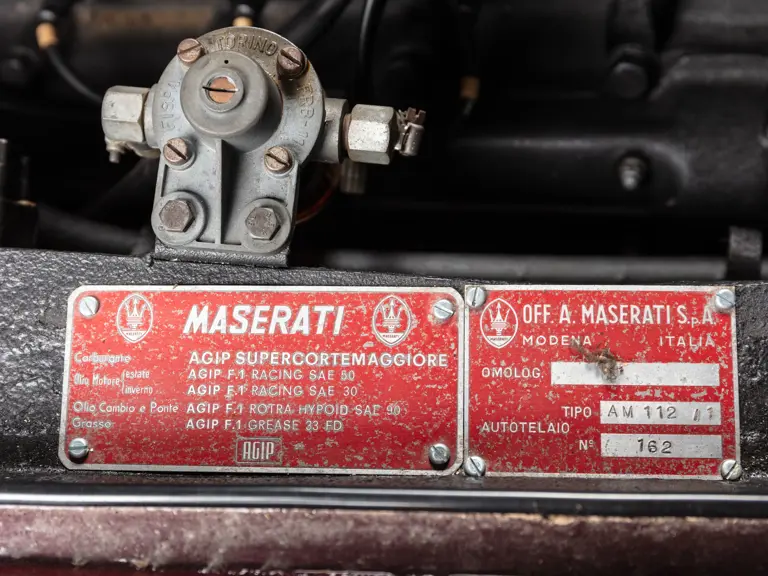 TORINO
FISPA
MASERATI
Carburante AGIP SUPERCORTEMAGGIORE
Olio Motore (estate AGIP F.1 RACING SAE 50
(inverno AGIP F.1 RACING SAE 30
Olio Cambio e Ponte AGIP F.1 ROTRA HYPOID SAE 90
Grasso AGIP F.1 GREASE 33 FD
AGIP
OFF. A. MASERATI S.p.A.
MODENA ITALIA
OMOLOG.
TIPO AM 112 /1
AUTOTELAIO
N° 162